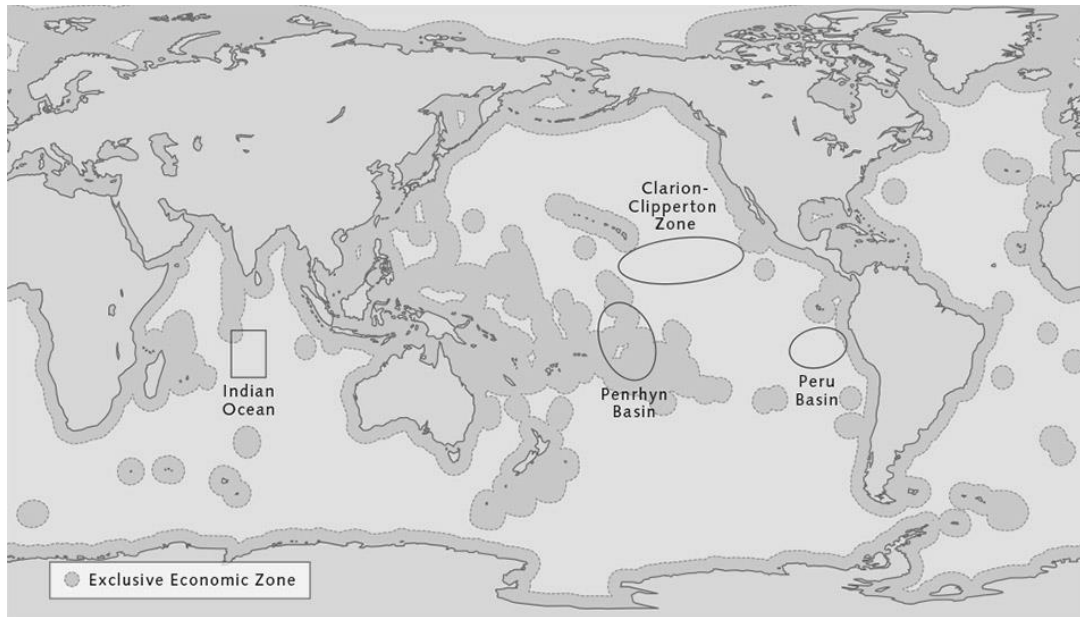 Clarion-
Clipperton
Zone
Indian
Ocean
Penrhyn
Basin
Peru
Basin
Exclusive Economic Zone